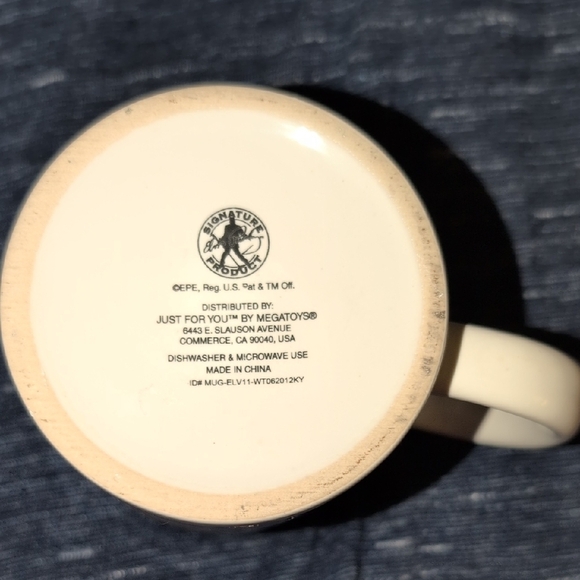 SIGNATURE
PRODUCT
©EPE, Reg. U.S. Pat & TM Off.
DISTRIBUTED BY:
JUST FOR YOU™ BY MEGATOYS®
6443 E. SLAUSON AVENUE
COMMERCE, CA 90040, USA
DISHWASHER & MICROWAVE USE
MADE IN CHINA
ID# MUG-ELV11-WT062012KY